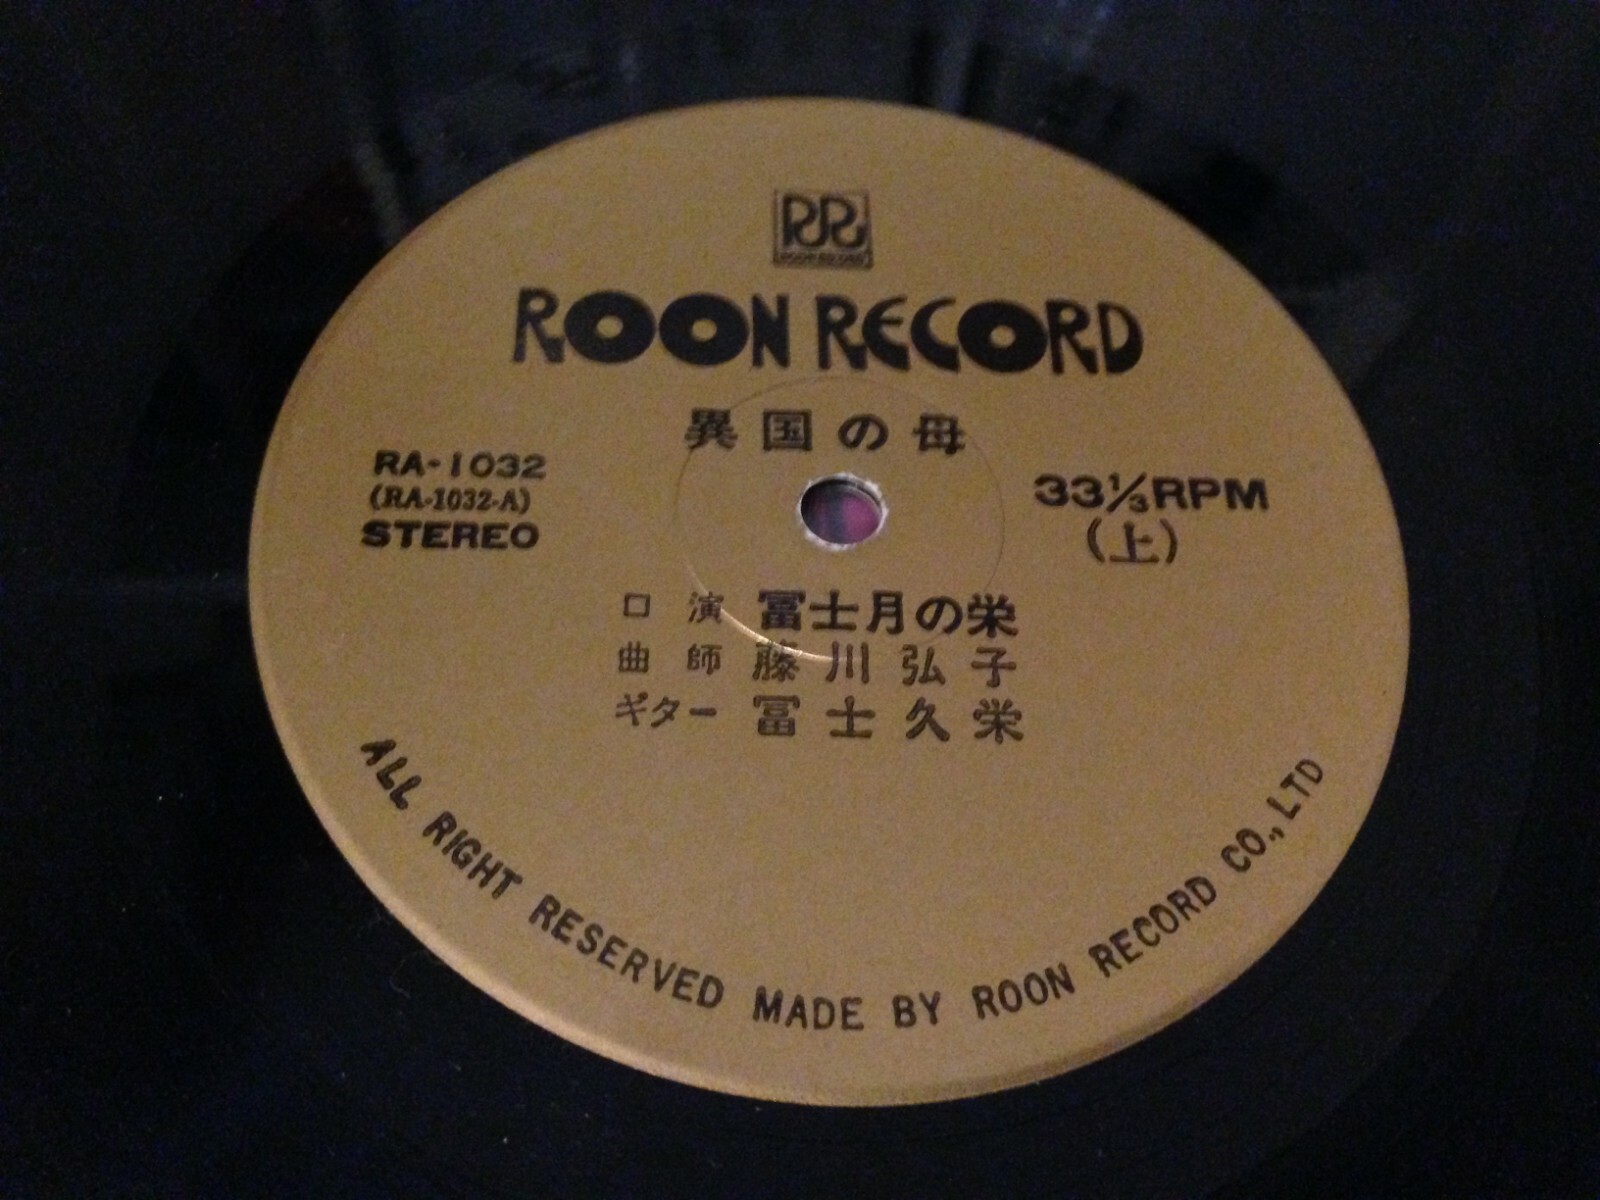 ROON RECORD
ROON RECORD
異国の母
RA-1032
(RA-1032-A)
STEREO
33⅓RPM
(上)
口演 冨士月の栄
曲師 藤川弘子
ギター 冨士久栄
ALL RIGHT RESERVED MADE BY ROON RECORD CO., LTD